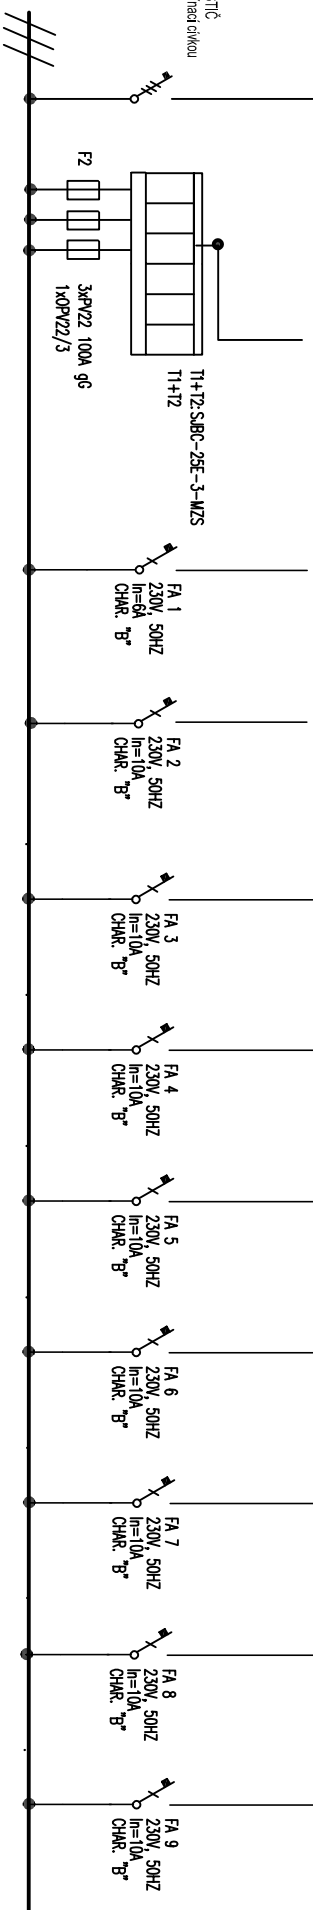 F2
3xPV22 100A gG
1xOPV22/3
T1+T2:SJBC-25E-3-MZS
T1+T2
FA 1
230V, 50HZ
In=6A
CHAR. "B"
FA 2
230V, 50HZ
In=10A
CHAR. "B"
FA 3
230V, 50HZ
In=10A
CHAR. "B"
FA 4
230V, 50HZ
In=10A
CHAR. "B"
FA 5
230V, 50HZ
In=10A
CHAR. "B"
FA 6
230V, 50HZ
In=10A
CHAR. "B"
FA 7
230V, 50HZ
In=10A
CHAR. "B"
FA 8
230V, 50HZ
In=10A
CHAR. "B"
FA 9
230V, 50HZ
In=10A
CHAR. "B"